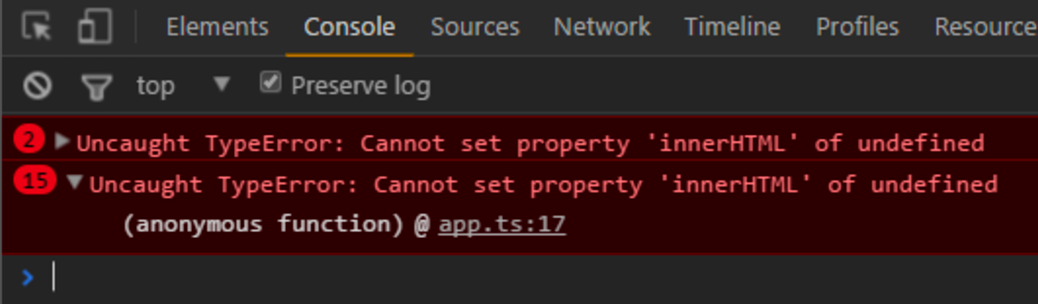 Elements Console Sources Network Timeline Profiles Resource
top Preserve log
2 Uncaught TypeError: Cannot set property 'innerHTML' of undefined
15 Uncaught TypeError: Cannot set property 'innerHTML' of undefined
(anonymous function) @ app.ts:17